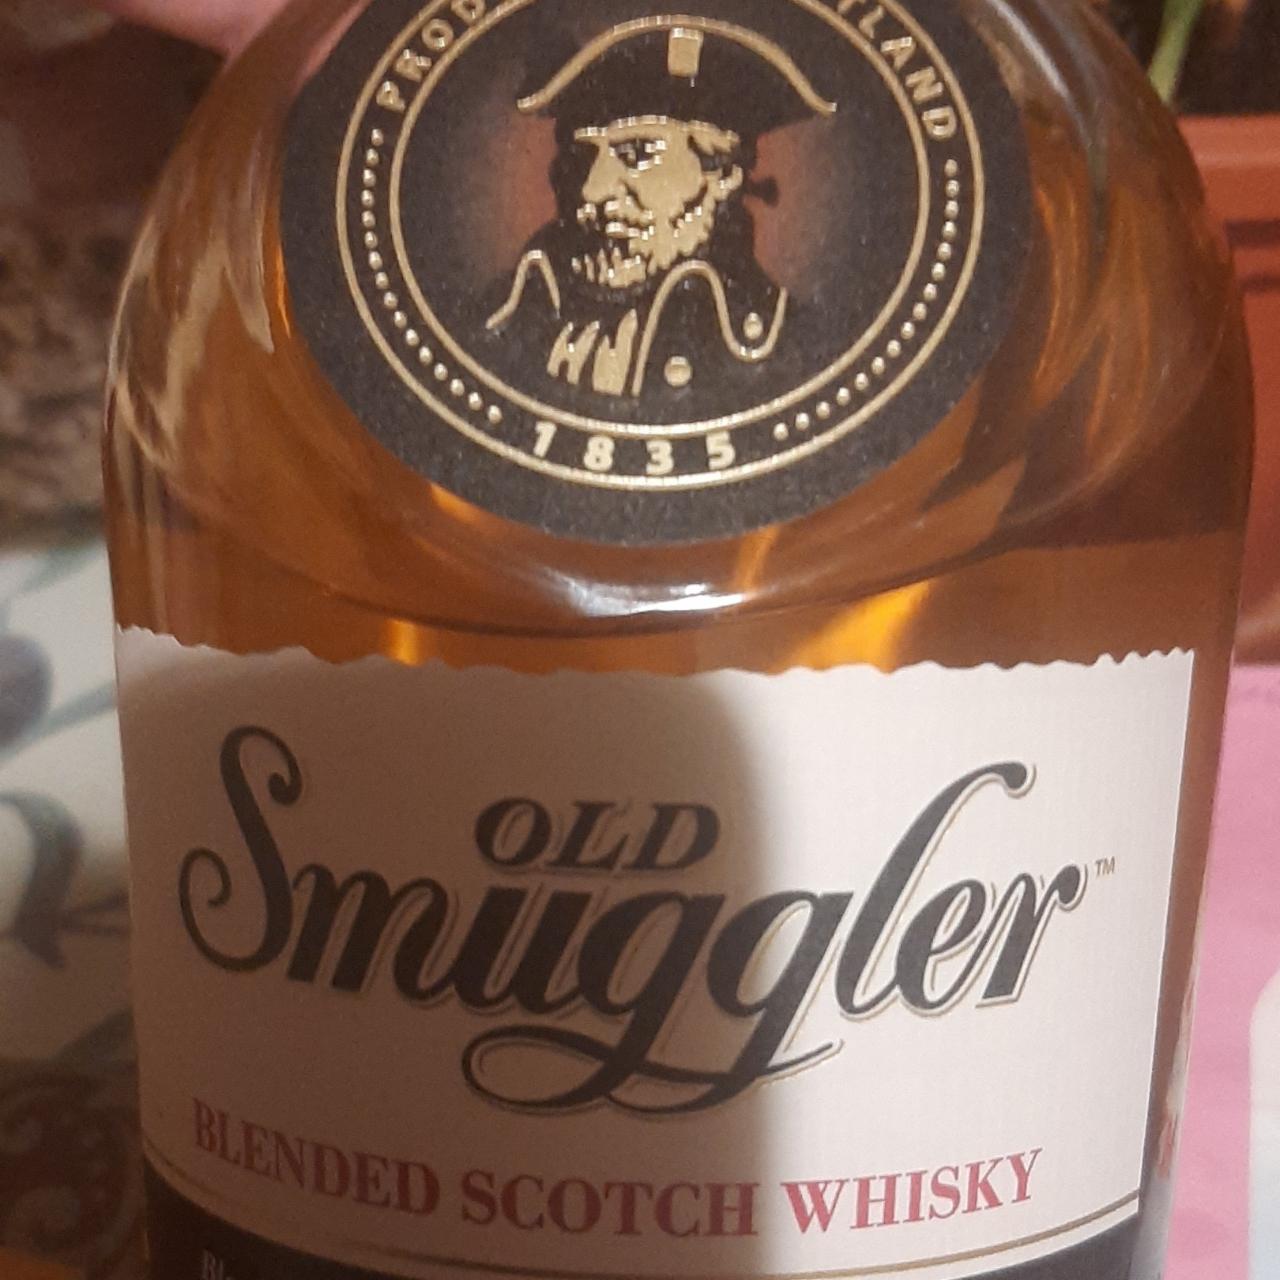 1835
OLD
Smuggler™
BLENDED SCOTCH WHISKY